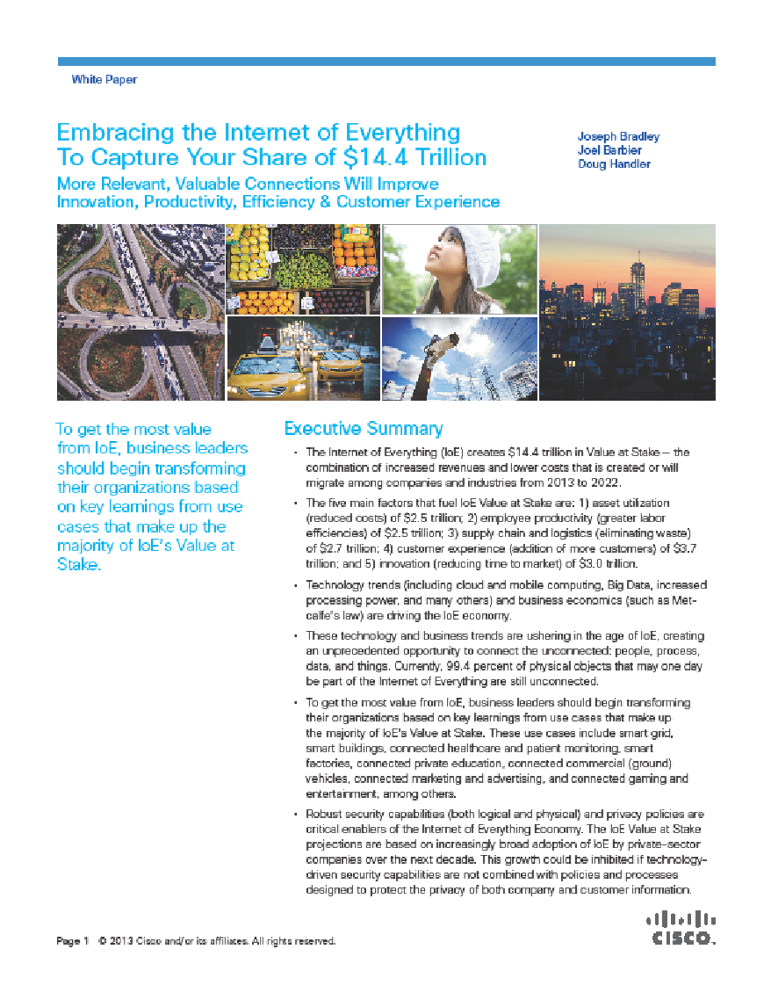 White Paper
Embracing the Internet of Everything
To Capture Your Share of $14.4 Trillion
More Relevant, Valuable Connections Will Improve
Innovation, Productivity, Efficiency & Customer Experience
Joseph Bradley
Joel Barbier
Doug Handler
To get the most value
from IoE, business leaders
should begin transforming
their organizations based
on key learnings from use
cases that make up the
majority of IoE's Value at
Stake.
Executive Summary
• The Internet of Everything (IoE) creates $14.4 trillion in Value at Stake — the
combination of increased revenues and lower costs that is created or will
migrate among companies and industries from 2013 to 2022.
• The five main factors that fuel IoE Value at Stake are: 1) asset utilization
(reduced costs) of $2.5 trillion; 2) employee productivity (greater labor
efficiencies) of $2.5 trillion; 3) supply chain and logistics (eliminating waste)
of $2.7 trillion; 4) customer experience (addition of more customers) of $3.7
trillion; and 5) innovation (reducing time to market) of $3.0 trillion.
• Technology trends (including cloud and mobile computing, Big Data, increased
processing power, and many others) and business economics (such as Met-
calfe's law) are driving the IoE economy.
• These technology and business trends are ushering in the age of IoE, creating
an unprecedented opportunity to connect the unconnected: people, process,
data, and things. Currently, 99.4 percent of physical objects that may one day
be part of the Internet of Everything are still unconnected.
• To get the most value from IoE, business leaders should begin transforming
their organizations based on key learnings from use cases that make up
the majority of IoE's Value at Stake. These use cases include smart grid,
smart buildings, connected healthcare and patient monitoring, smart
factories, connected private education, connected commercial (ground)
vehicles, connected marketing and advertising, and connected gaming and
entertainment, among others.
• Robust security capabilities (both logical and physical) and privacy policies are
critical enablers of the Internet of Everything Economy. The IoE Value at Stake
projections are based on increasingly broad adoption of IoE by private-sector
companies over the next decade. This growth could be inhibited if technology-
driven security capabilities are not combined with policies and processes
designed to protect the privacy of both company and customer information.
Page 1 © 2013 Cisco and/or its affiliates. All rights reserved.
CISCO™